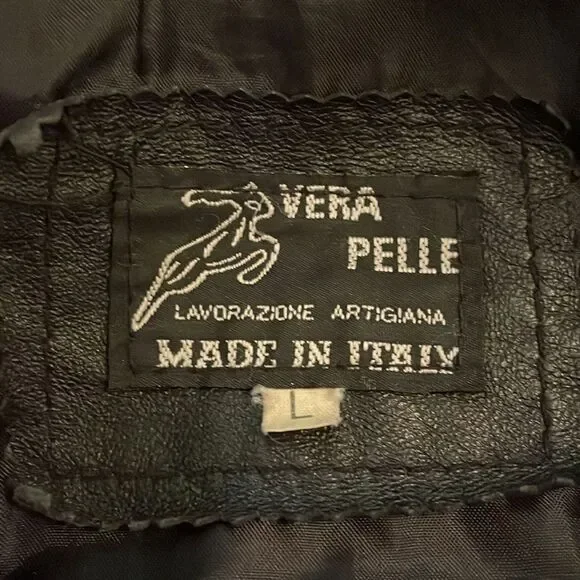 VERA
PELLE
LAVORAZIONE ARTIGIANA
MADE IN ITALY
L